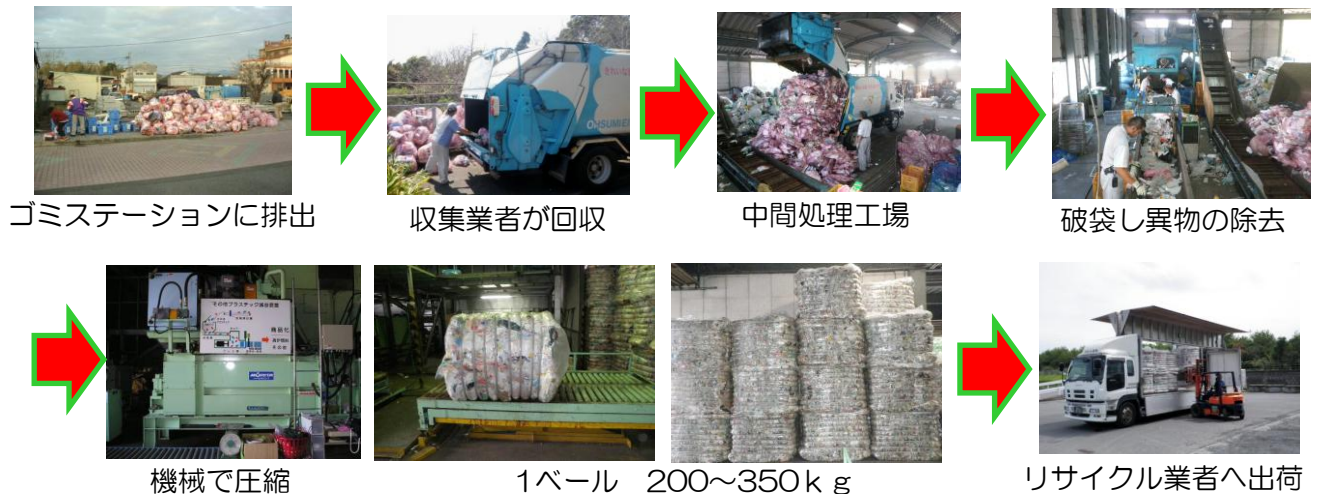 ゴミステーションに排出
収集業者が回収
中間処理工場
破袋し異物の除去
機械で圧縮
1ベール 200～350kg
リサイクル業者へ出荷